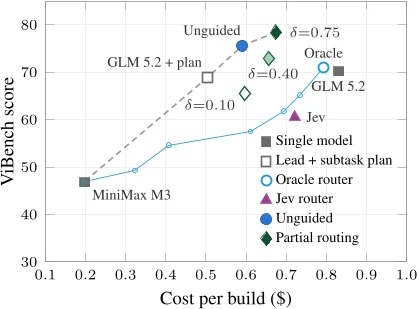 80
70
60
50
40
30
ViBench score
Unguided
δ=0.75
GLM 5.2 + plan
Oracle
δ=0.40
GLM 5.2
δ=0.10
Jev
MiniMax M3
Single model
Lead + subtask plan
Oracle router
Jev router
Unguided
Partial routing
0.1 0.2 0.3 0.4 0.5 0.6 0.7 0.8 0.9 1.0
Cost per build ($)